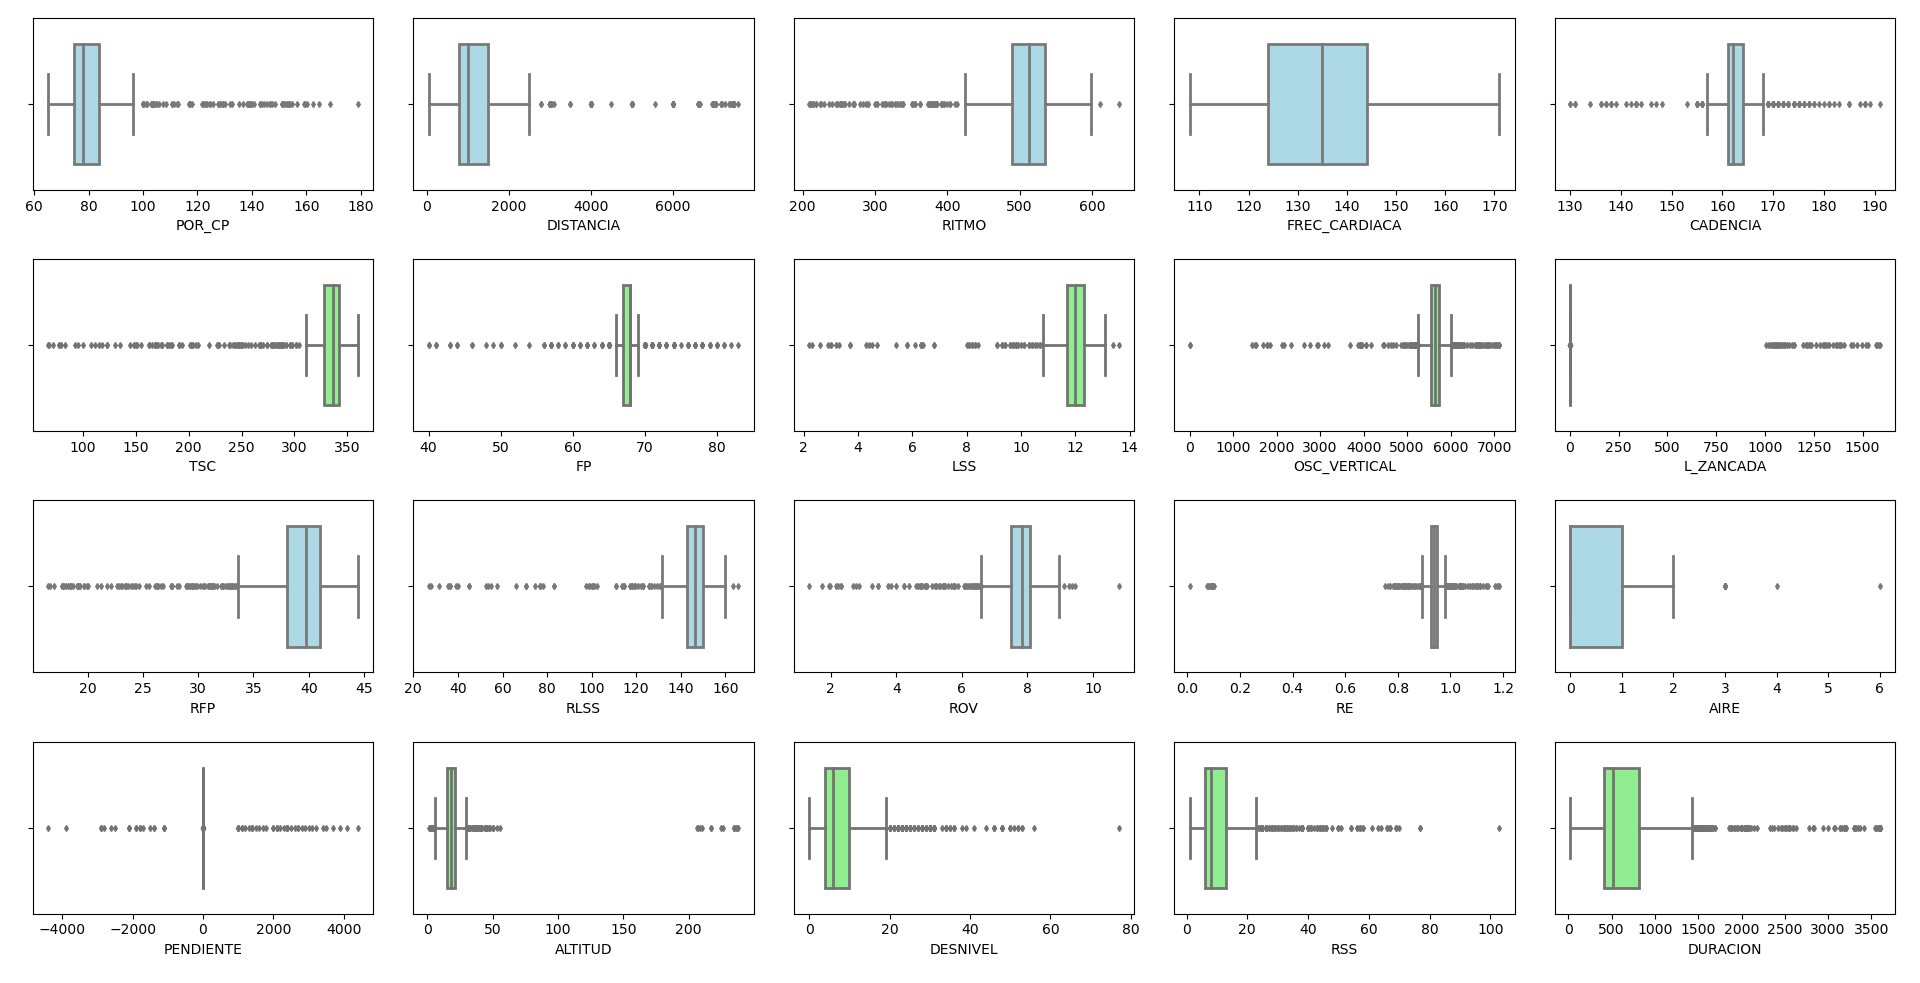 60 80 100 120 140 160 180
POR_CP
0 2000 4000 6000
DISTANCIA
200 300 400 500 600
RITMO
110 120 130 140 150 160 170
FREC_CARDIACA
130 140 150 160 170 180 190
CADENCIA
100 150 200 250 300 350
TSC
40 50 60 70 80
FP
2 4 6 8 10 12 14
LSS
0 1000 2000 3000 4000 5000 6000 7000
OSC_VERTICAL
0 250 500 750 1000 1250 1500
L_ZANCADA
20 25 30 35 40 45
RFP
20 40 60 80 100 120 140 160
RLSS
2 4 6 8 10
ROV
0.0 0.2 0.4 0.6 0.8 1.0 1.2
RE
0 1 2 3 4 5 6
AIRE
−4000 −2000 0 2000 4000
PENDIENTE
0 50 100 150 200
ALTITUD
0 20 40 60 80
DESNIVEL
0 20 40 60 80 100
RSS
0 500 1000 1500 2000 2500 3000 3500
DURACION